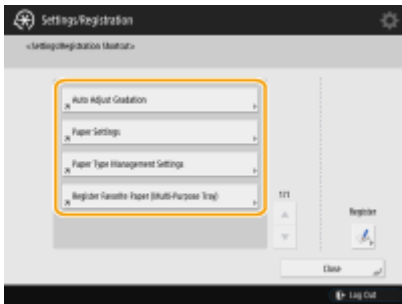 Settings/Registration
<Settings/Registration Shortcut>
Auto Adjust Gradation
Paper Settings
Paper Type Management Settings
Register Favorite Paper (Multi-Purpose Tray)
1/1
Register
Close
Log Out